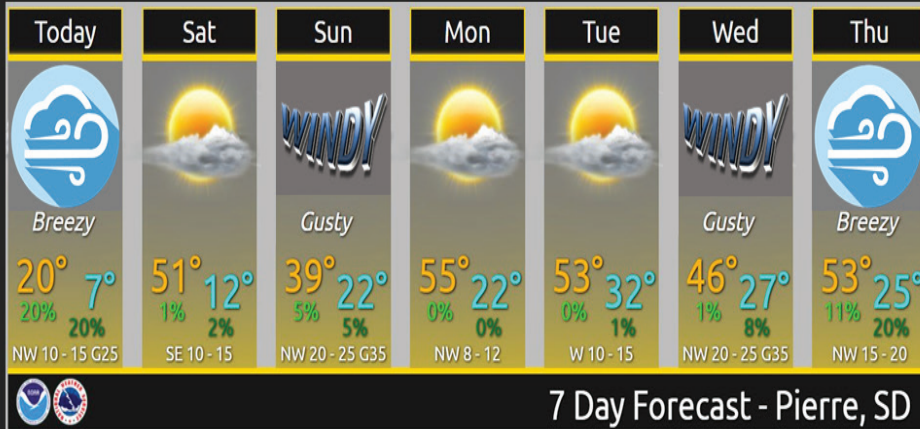 Today
Sat
Sun
Mon
Tue
Wed
Thu
WINDY
WINDY
Breezy
Gusty
Gusty
Breezy
20° 7°
20%
20%
51° 12°
1%
2%
39° 22°
5%
5%
55° 22°
0%
0%
53° 32°
0%
1%
46° 27°
1%
8%
53° 25°
11%
20%
NW 10 - 15 G25
SE 10 - 15
NW 20 - 25 G35
NW 8 - 12
W 10 - 15
NW 20 - 25 G35
NW 15 - 20
7 Day Forecast - Pierre, SD